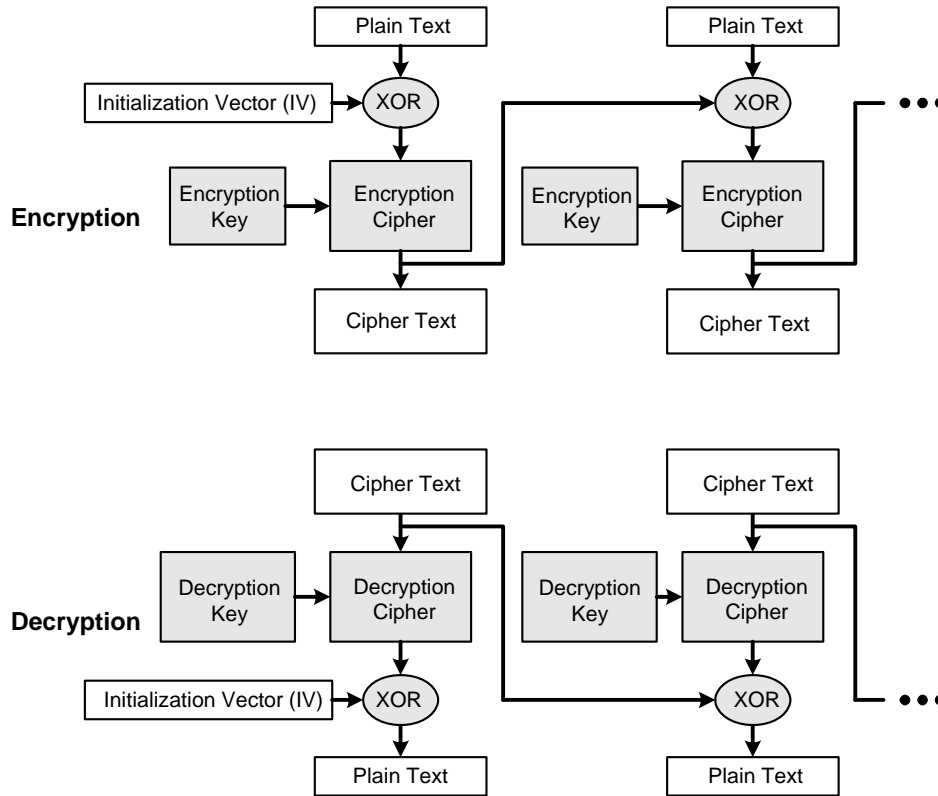 Plain Text
Plain Text
Initialization Vector (IV)
XOR
XOR
Encryption
Encryption
Key
Encryption
Cipher
Encryption
Key
Encryption
Cipher
Cipher Text
Cipher Text
Cipher Text
Cipher Text
Decryption
Decryption
Key
Decryption
Cipher
Decryption
Key
Decryption
Cipher
Initialization Vector (IV)
XOR
XOR
Plain Text
Plain Text